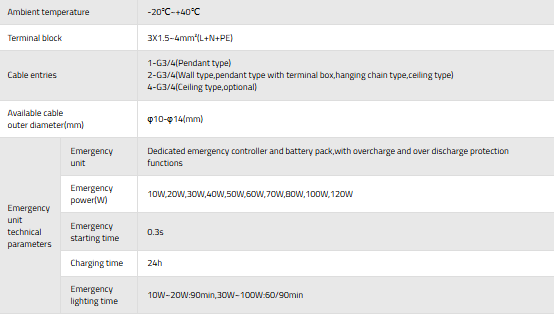 Ambient temperature
-20℃~+40℃
Terminal block
3X1.5~4mm²(L+N+PE)
Cable entries
1-G3/4(Pendant type)
2-G3/4(Wall type,pendant type with terminal box,hanging chain type,ceiling type)
4-G3/4(Ceiling type,optional)
Available cable
outer diameter(mm)
φ10-φ14(mm)
Emergency
unit
technical
parameters
Emergency
unit
Dedicated emergency controller and battery pack,with overcharge and over discharge protection
functions
Emergency
power(W)
10W,20W,30W,40W,50W,60W,70W,80W,100W,120W
Emergency
starting time
0.3s
Charging time
24h
Emergency
lighting time
10W~20W:90min,30W~100W:60/90min